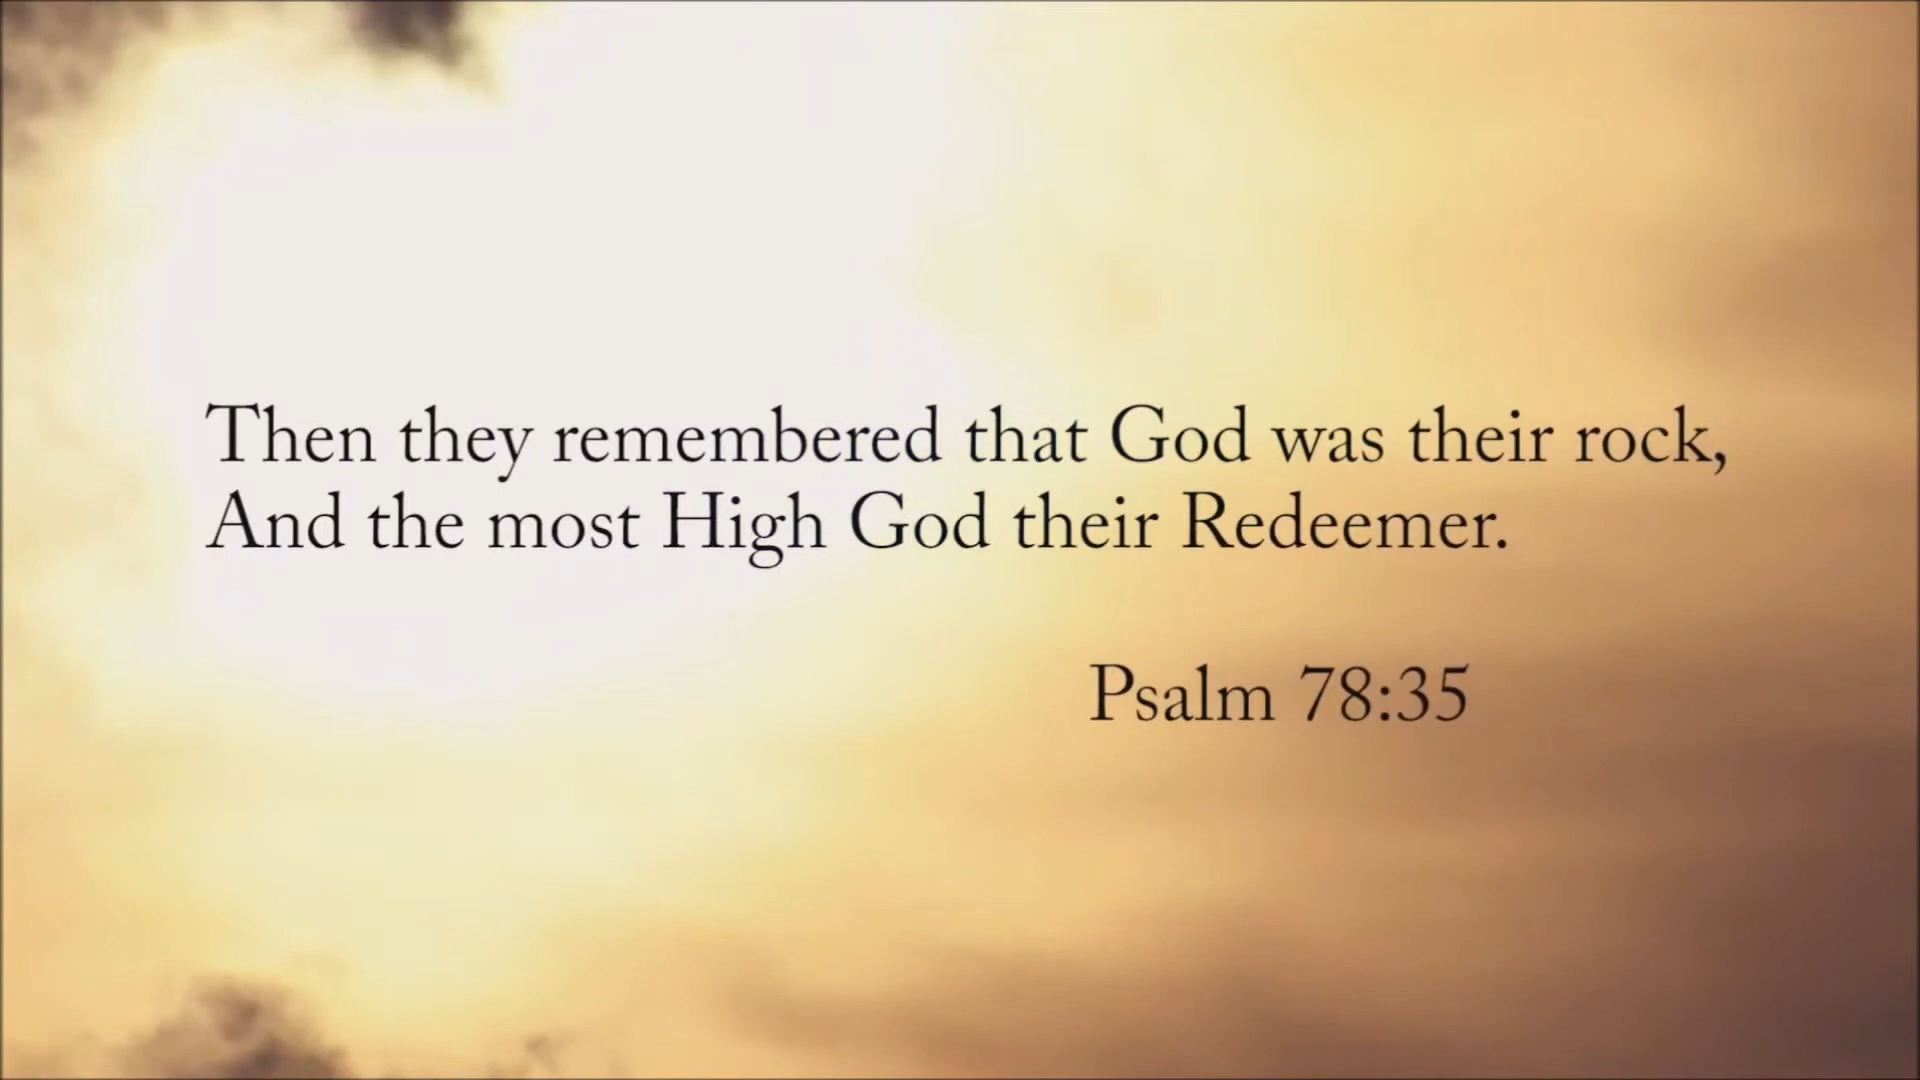 Then they remembered that God was their rock,
And the most High God their Redeemer.
Psalm 78:35